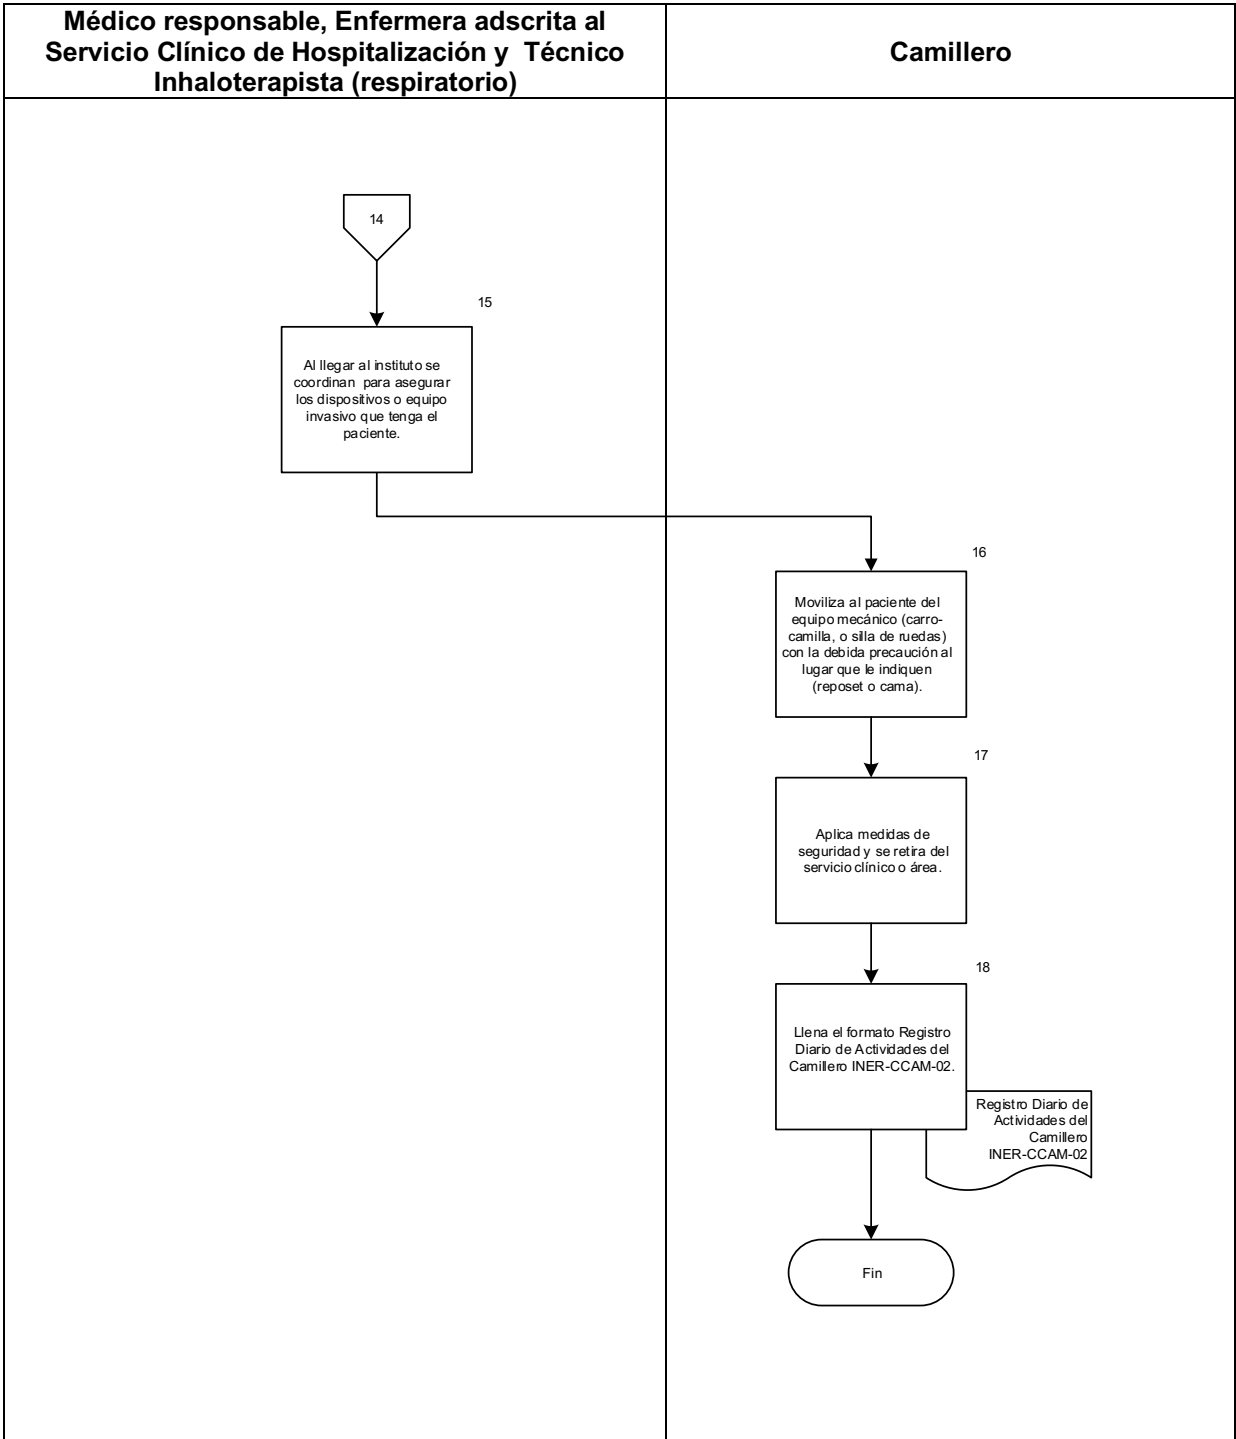 Médico responsable, Enfermera adscrita al
Servicio Clínico de Hospitalización y Técnico
Inhaloterapista (respiratorio)
Camillero
14
15
Al llegar al instituto se
coordinan para asegurar
los dispositivos o equipo
invasivo que tenga el
paciente.
16
Moviliza al paciente del
equipo mecánico (carro-
camilla, o silla de ruedas)
con la debida precaución al
lugar que le indiquen
(reposet o cama).
17
Aplica medidas de
seguridad y se retira del
servicio clínico o área.
18
Llena el formato Registro
Diario de Actividades del
Camillero INER-CCAM-02.
Registro Diario de
Actividades del
Camillero
INER-CCAM-02
Fin